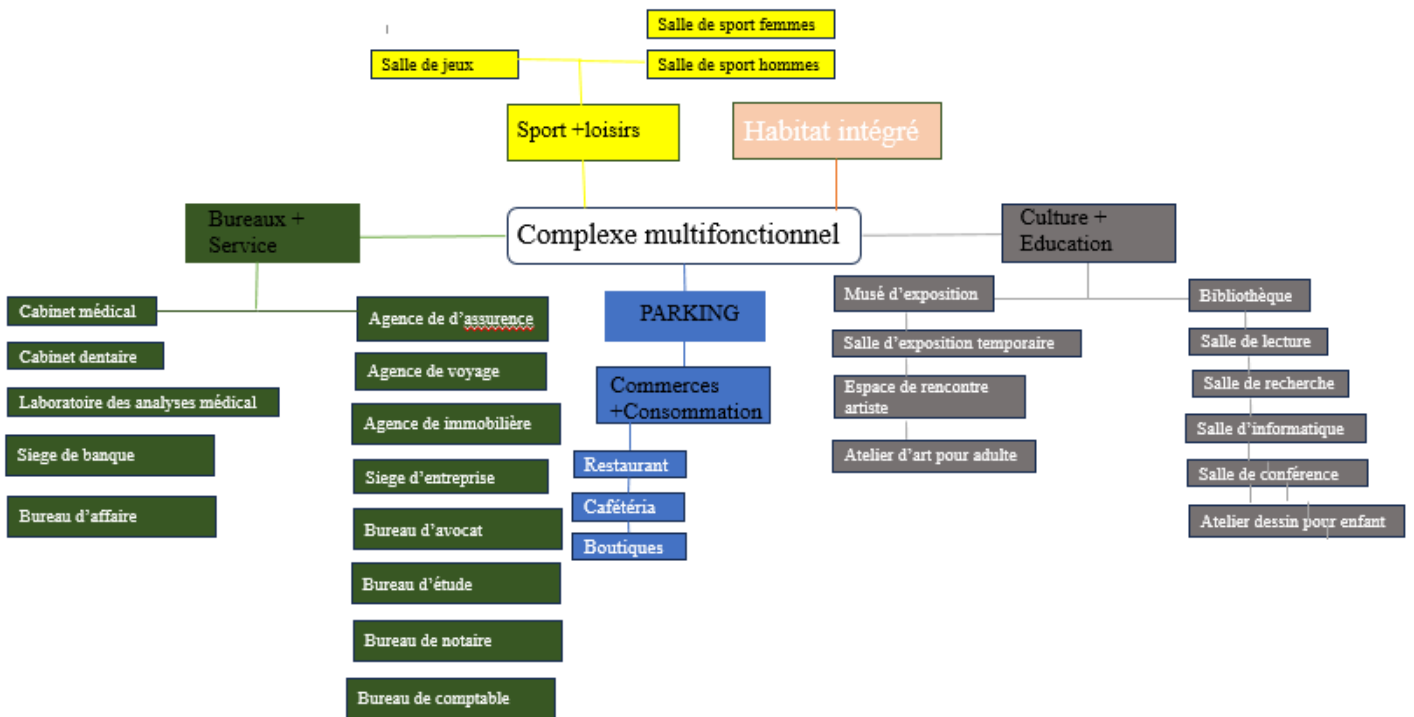 Salle de sport femmes
Salle de jeux
Salle de sport hommes
Sport +loisirs
Habitat intégré
Bureaux +
Service
Complexe multifonctionnel
Culture +
Education
Cabinet médical
Cabinet dentaire
Laboratoire des analyses médical
Siege de banque
Bureau d’affaire
Agence de d’assurence
Agence de voyage
Agence de immobilière
Siege d’entreprise
Bureau d’avocat
Bureau d’étude
Bureau de notaire
Bureau de comptable
PARKING
Commerces
+Consommation
Restaurant
Cafétéria
Boutiques
Musé d’exposition
Salle d’exposition temporaire
Espace de rencontre
artiste
Atelier d’art pour adulte
Bibliothèque
Salle de lecture
Salle de recherche
Salle d’informatique
Salle de conférence
Atelier dessin pour enfant